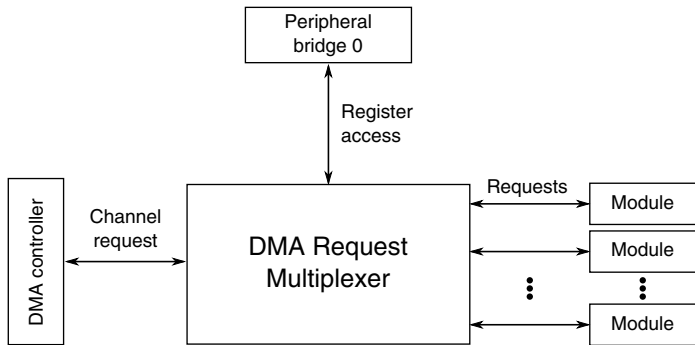 Peripheral
bridge 0
Register
access
Requests
Module
Channel
request
DMA controller
DMA Request
Multiplexer
Module
Module